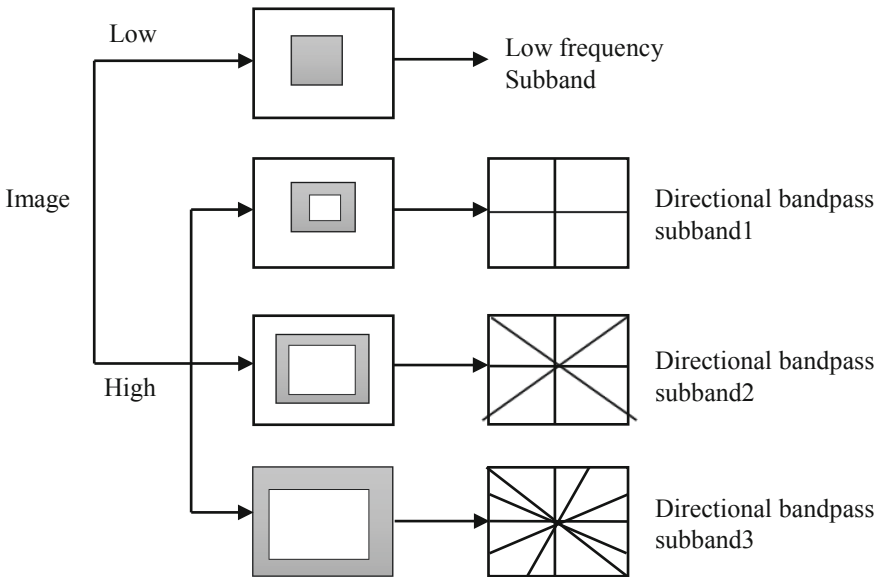 Low
Low frequency
Subband
Image
Directional bandpass
subband1
High
Directional bandpass
subband2
Directional bandpass
subband3